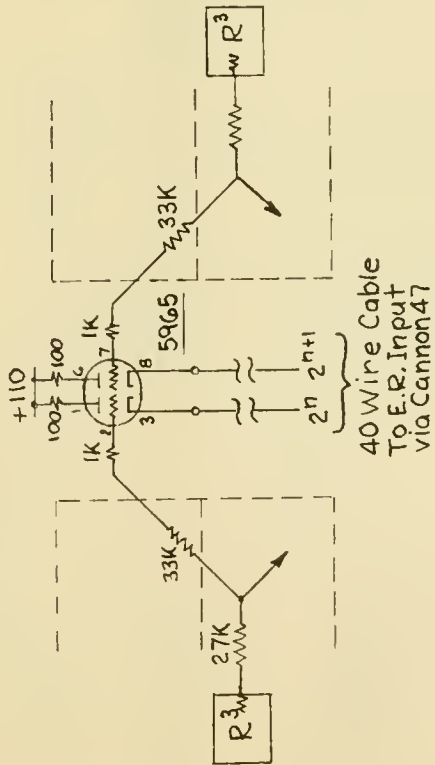 +110
100 100
1 6
1K 2 7 1K
3 8
5965
33K 33K
27K
R³ R³
2ⁿ 2ⁿ⁺¹
40 Wire Cable
To E.R. Input
via Cannon 47